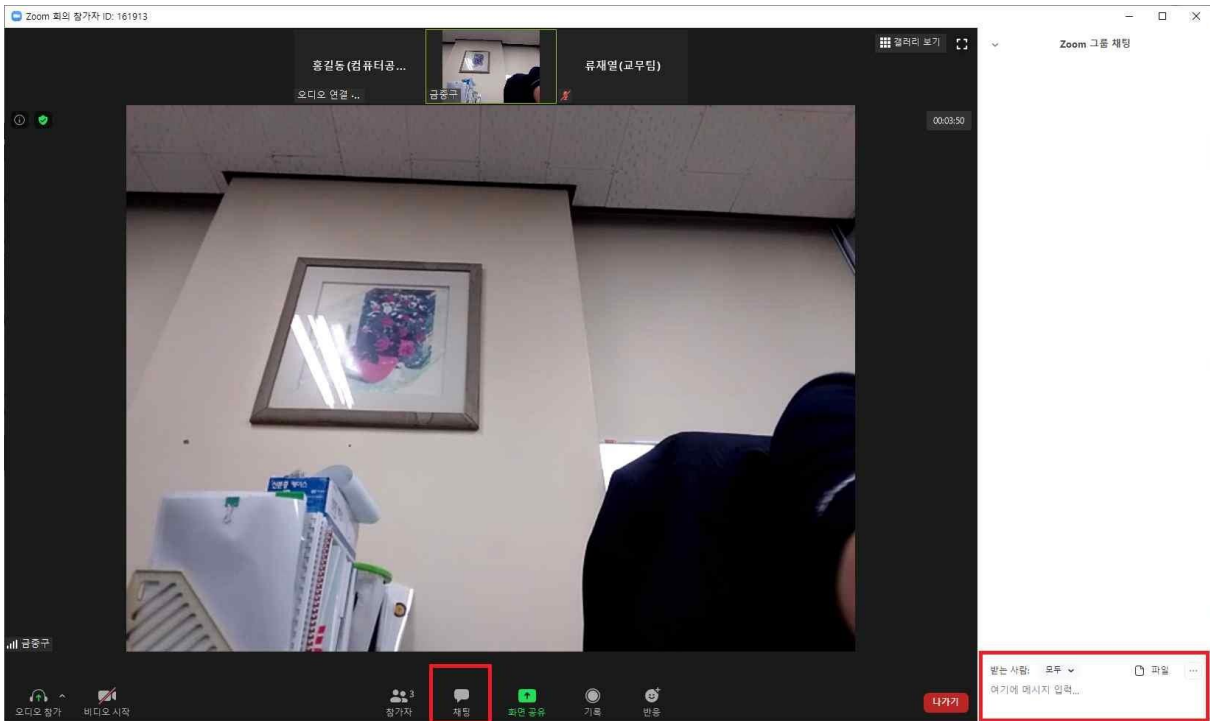 Zoom 회의 참가자 ID: 161913
홍길동(컴퓨터공...
오디오 연결 ...
금중구
류재열(교무팀)
갤러리 보기
Zoom 그룹 채팅
00:03:50
금중구
오디오 참가
비디오 시작
3
참가자
채팅
화면 공유
기록
반응
나가기
받는 사람: 모두
파일
...
여기에 메시지 입력...